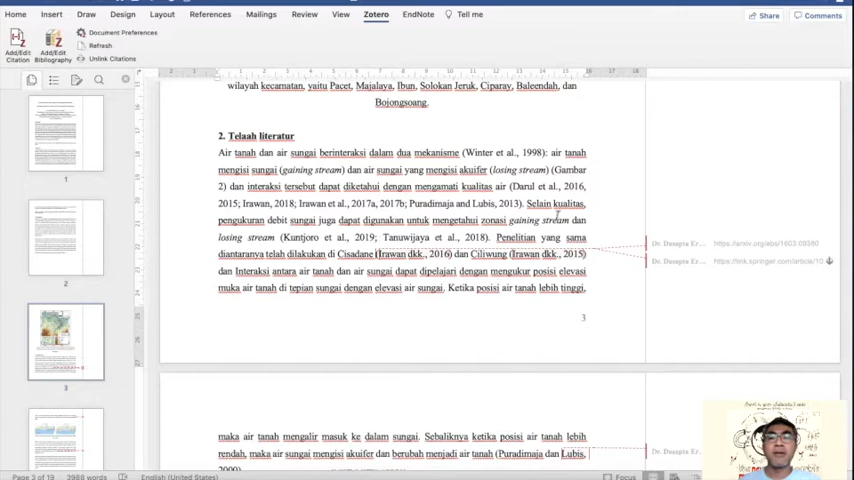 Home Insert Draw Design Layout References Mailings Review View Zotero EndNote Tell me
Share Comments
Add/Edit Citation
Add/Edit Bibliography
Document Preferences
Refresh
Unlink Citations
wilayah kecamatan, yaitu Pacet, Majalaya, Ibun, Solokan Jeruk, Ciparay, Baleendah, dan
Bojongsoang.
2. Telaah literatur
Air tanah dan air sungai berinteraksi dalam dua mekanisme (Winter et al., 1998): air tanah
mengisi sungai (gaining stream) dan air sungai yang mengisi akuifer (losing stream) (Gambar
2) dan interaksi tersebut dapat diketahui dengan mengamati kualitas air (Darul et al., 2016,
2015; Irawan, 2018; Irawan et al., 2017a, 2017b; Puradimaja and Lubis, 2013). Selain kualitas,
pengukuran debit sungai juga dapat digunakan untuk mengetahui zonasi gaining stream dan
losing stream (Kuntjoro et al., 2019; Tanuwijaya et al., 2018). Penelitian yang sama
diantaranya telah dilakukan di Cisadane (Irawan dkk., 2016) dan Ciliwung (Irawan dkk., 2015)
dan Interaksi antara air tanah dan air sungai dapat dipelajari dengan mengukur posisi elevasi
muka air tanah di tepian sungai dengan elevasi air sungai. Ketika posisi air tanah lebih tinggi,
3
Dr. Dasapta Er... https://arxiv.org/abs/1603.09380
Dr. Dasapta Er... https://link.springer.com/article/10.
maka air tanah mengalir masuk ke dalam sungai. Sebaliknya ketika posisi air tanah lebih
rendah, maka air sungai mengisi akuifer dan berubah menjadi air tanah (Puradimaja dan Lubis,
2000).
Dr. Dasapta Er...
1
2
3
Page 3 of 19 3988 words English (United States) Focus